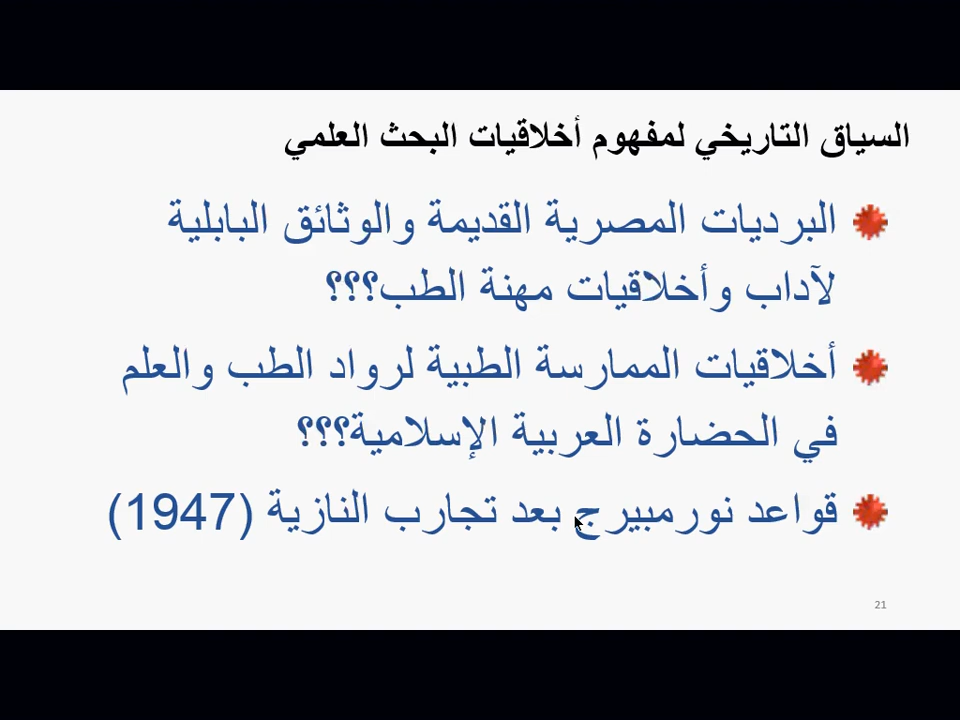 السياق التاريخي لمفهوم أخلاقيات البحث العلمي
البرديات المصرية القديمة والوثائق البابلية
لآداب وأخلاقيات مهنة الطب؟؟؟
أخلاقيات الممارسة الطبية لرواد الطب والعلم
في الحضارة العربية الإسلامية؟؟؟
قواعد نورمبيرج بعد تجارب النازية (1947)
21